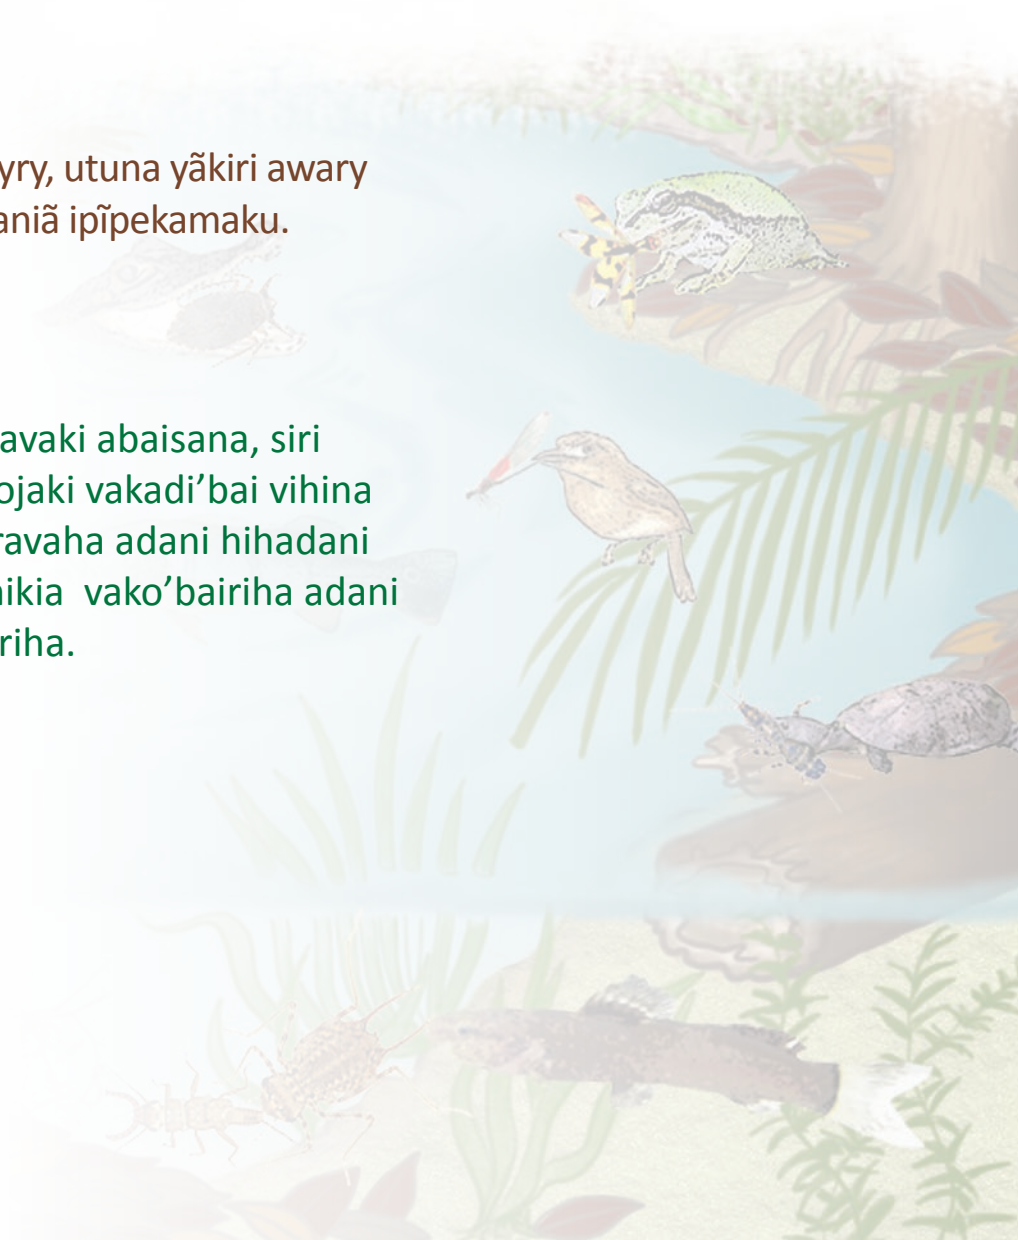 yry, utuna yãkiri awary
aniã ipĩpekamaku.
avaki abaisana, siri
ojaki vakadi’bai vihina
ravaha adani hihadani
ikia vako’bairiha adani
riha.